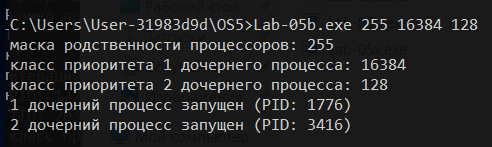 C:\Users\User-31983d9d\OS5>Lab-05b.exe 255 16384 128
маска родственности процессоров: 255
класс приоритета 1 дочернего процесса: 16384
класс приоритета 2 дочернего процесса: 128
1 дочерний процесс запущен (PID: 1776)
2 дочерний процесс запущен (PID: 3416)